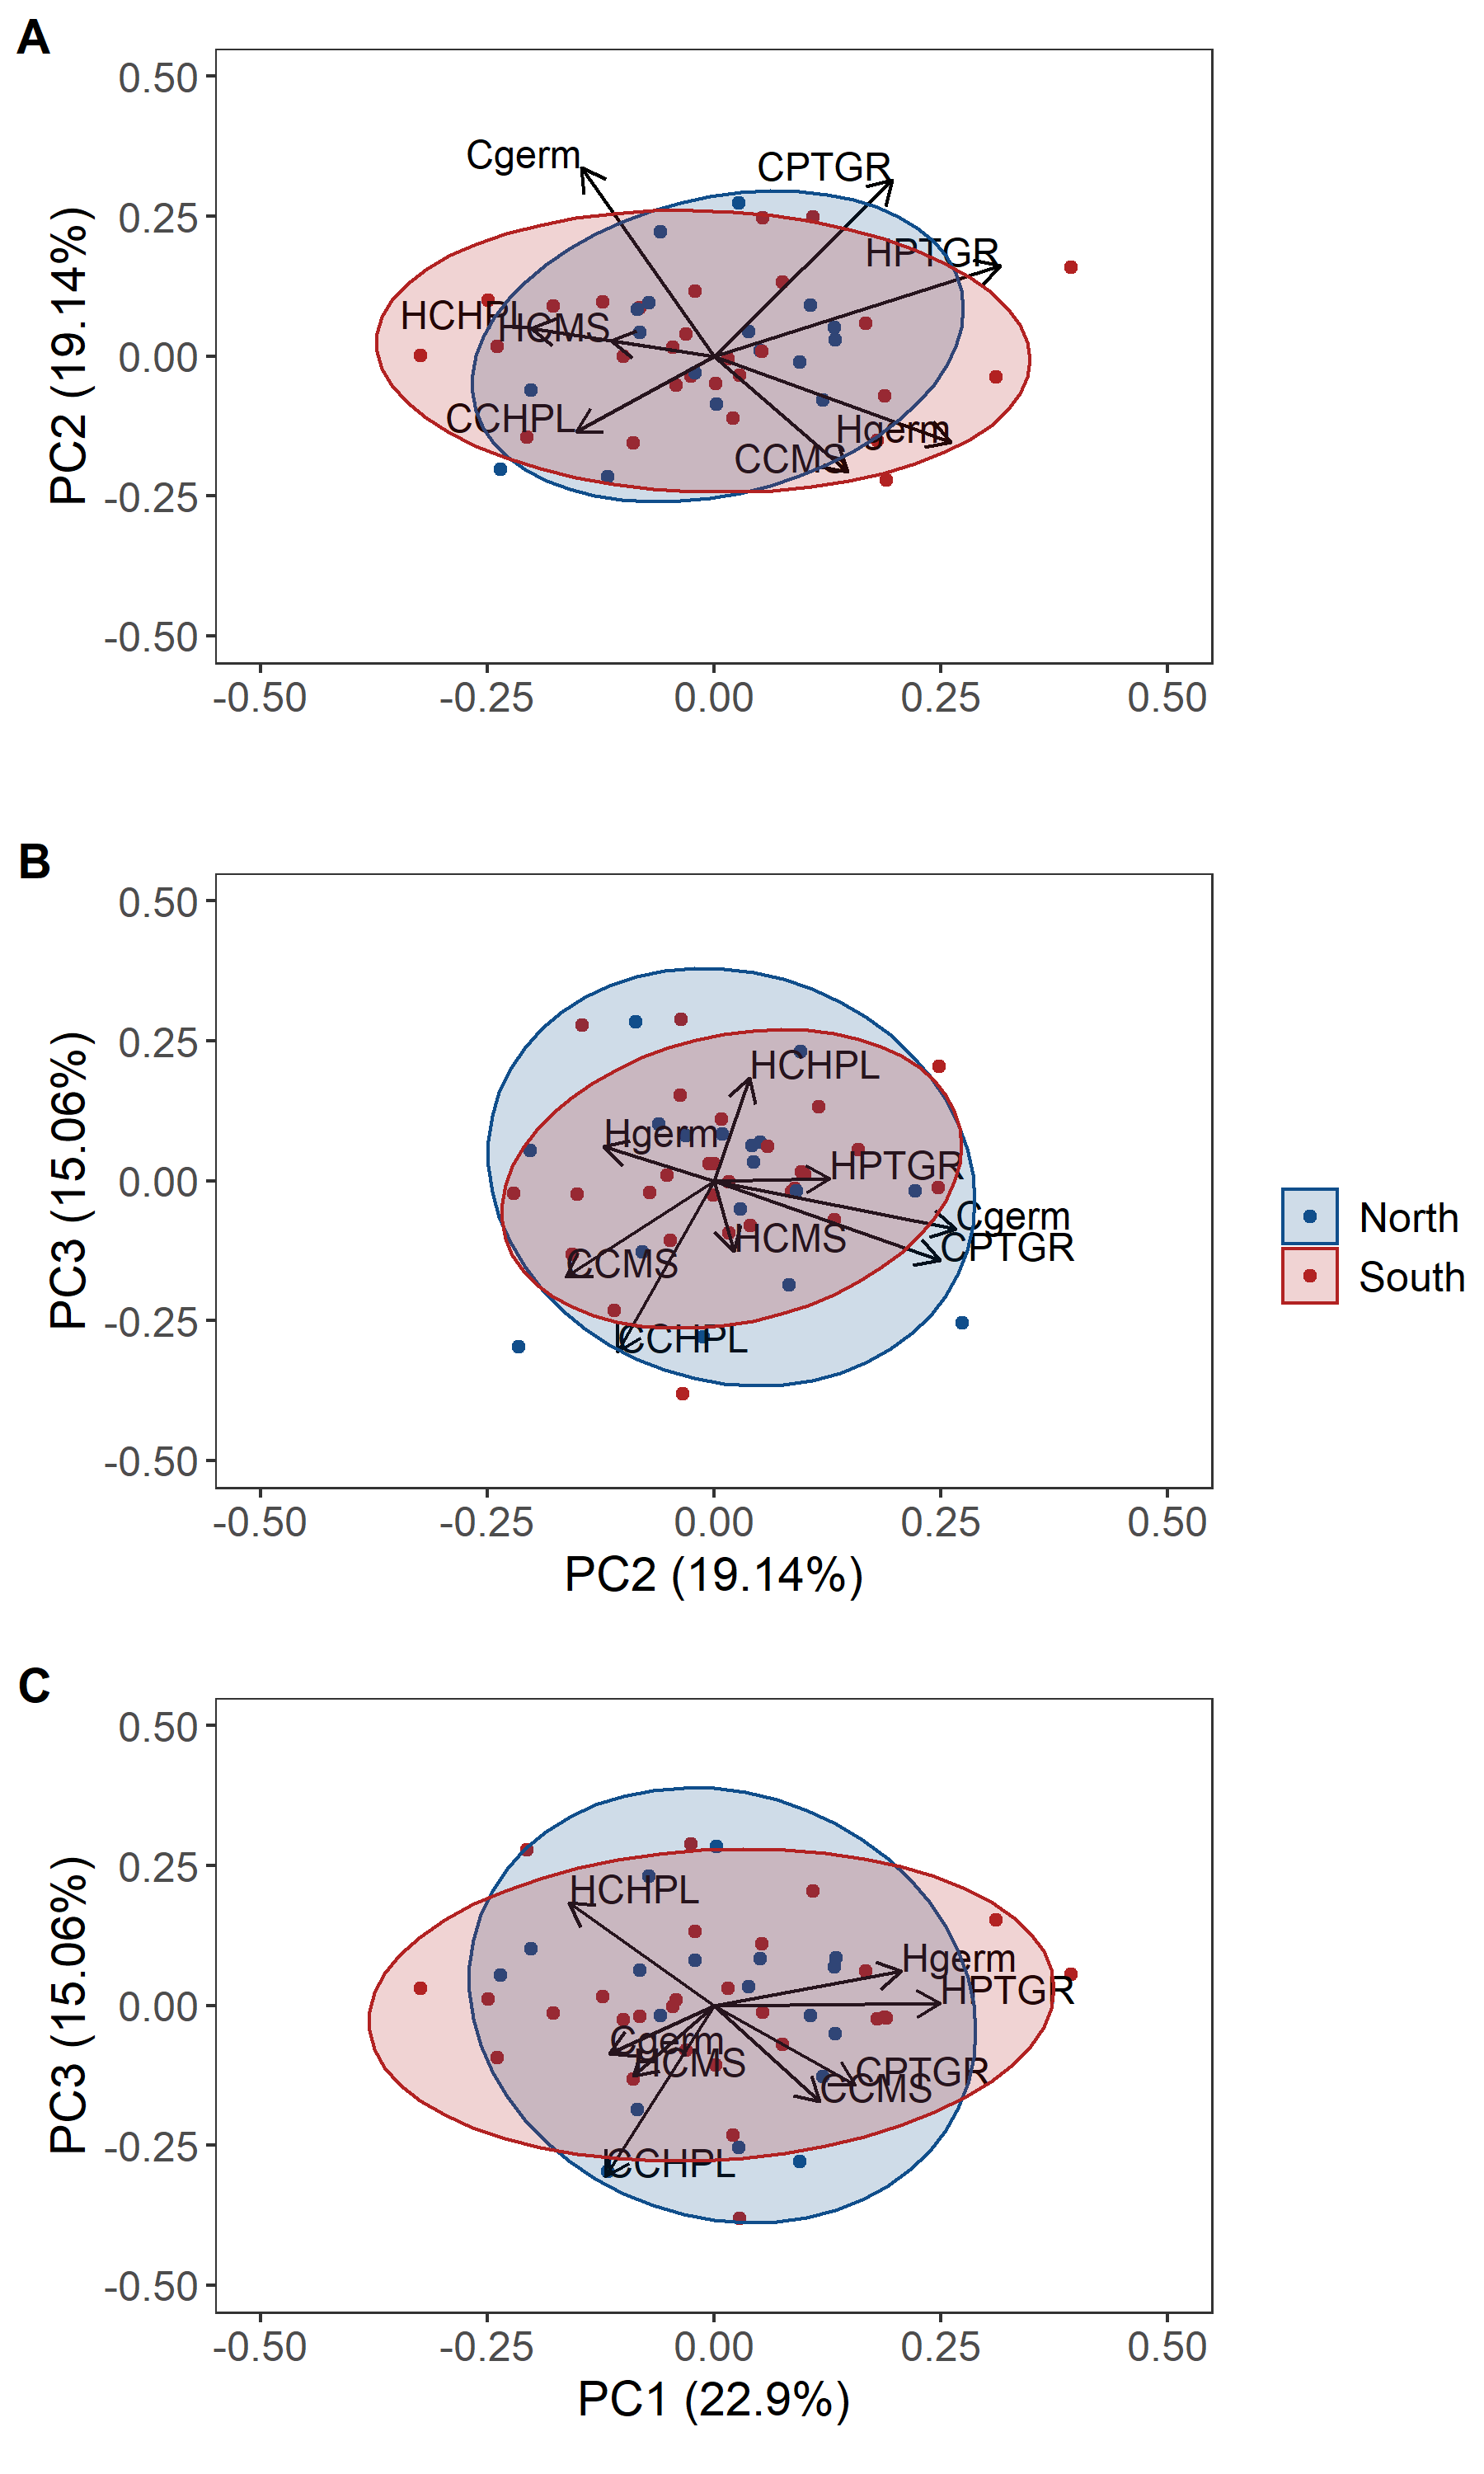 A
PC2 (19.14%)
0.50
0.25
0.00
-0.25
-0.50
Cgerm
CPTGR
HPTGR
HCHPL
HCMS
CCHPL
Hgerm
CCMS
-0.50 -0.25 0.00 0.25 0.50
B
PC3 (15.06%)
0.50
0.25
0.00
-0.25
-0.50
HCHPL
Hgerm
HPTGR
Cgerm
HCMS
CPTGR
CCMS
CCHPL
-0.50 -0.25 0.00 0.25 0.50
PC2 (19.14%)
North
South
C
PC3 (15.06%)
0.50
0.25
0.00
-0.25
-0.50
HCHPL
Hgerm
HPTGR
Cgerm
HCMS
CPTGR
CCMS
CCHPL
-0.50 -0.25 0.00 0.25 0.50
PC1 (22.9%)